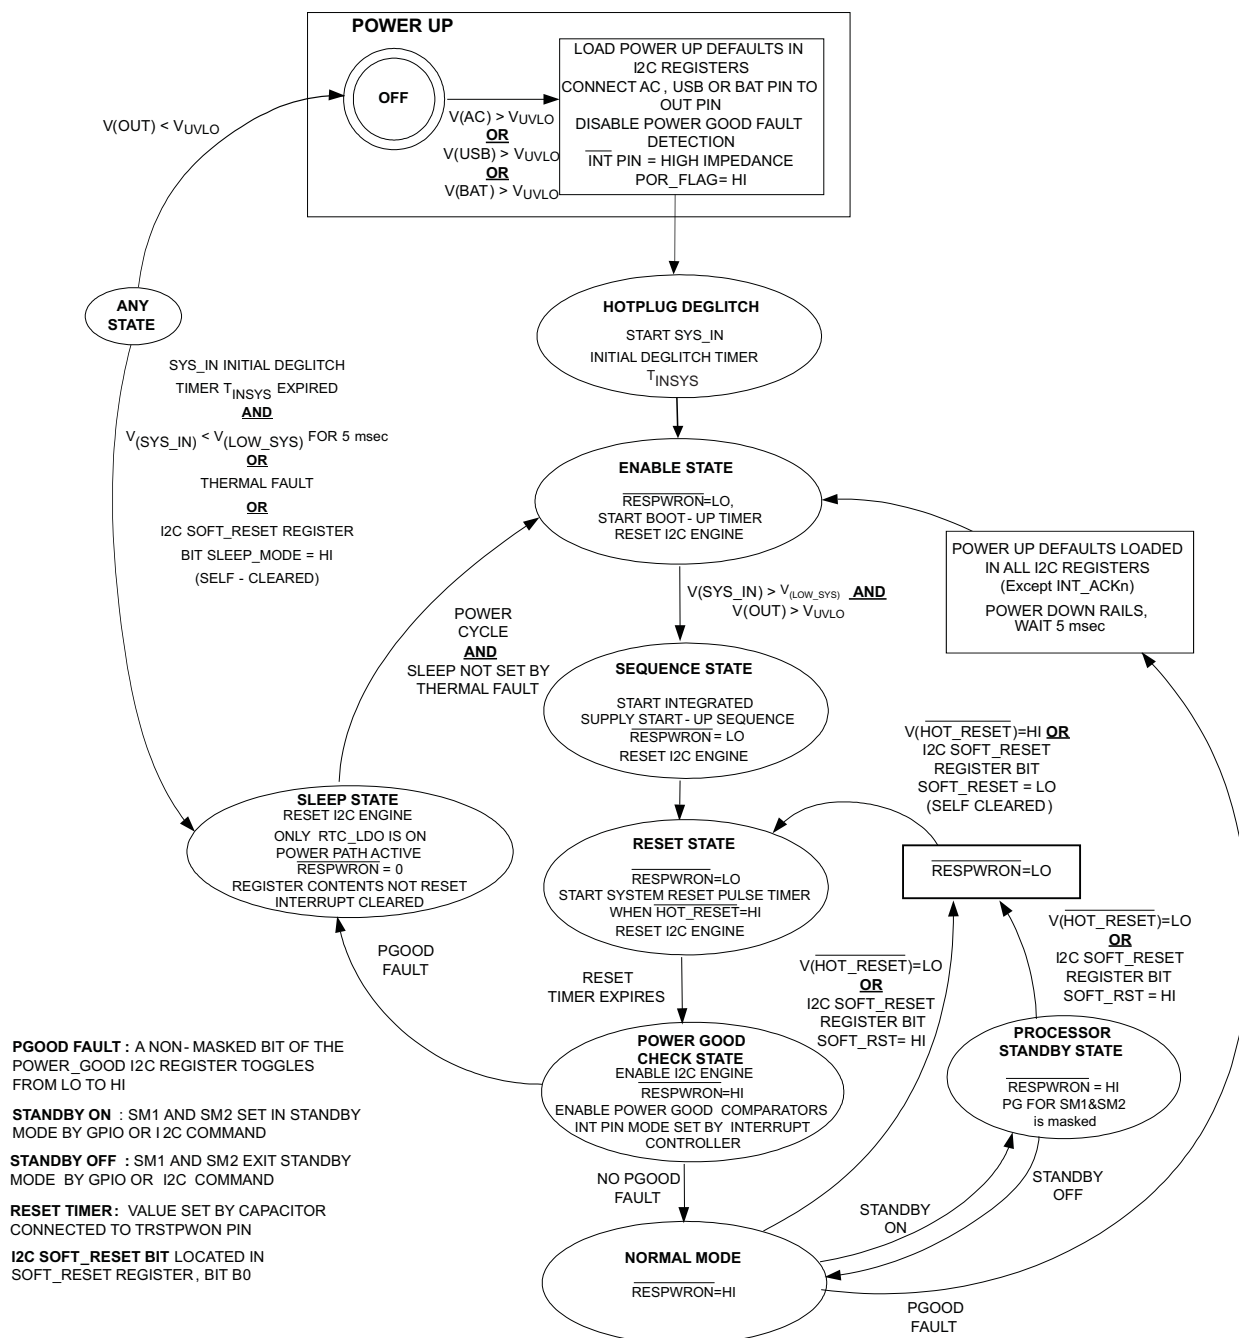 POWER UP
OFF
V(AC) > VUVLO
OR
V(USB) > VUVLO
OR
V(BAT) > VUVLO
LOAD POWER UP DEFAULTS IN
I2C REGISTERS
CONNECT AC , USB OR BAT PIN TO
OUT PIN
DISABLE POWER GOOD FAULT
DETECTION
INT PIN = HIGH IMPEDANCE
POR_FLAG= HI
V(OUT) < VUVLO
ANY
STATE
HOTPLUG DEGLITCH
START SYS_IN
INITIAL DEGLITCH TIMER
TINSYS
SYS_IN INITIAL DEGLITCH
TIMER TINSYS EXPIRED
AND
V(SYS_IN) < V(LOW_SYS) FOR 5 msec
OR
THERMAL FAULT
OR
I2C SOFT_RESET REGISTER
BIT SLEEP_MODE = HI
(SELF - CLEARED)
ENABLE STATE
RESPWRON=LO,
START BOOT - UP TIMER
RESET I2C ENGINE
POWER UP DEFAULTS LOADED
IN ALL I2C REGISTERS
(Except INT_ACKn)
POWER DOWN RAILS,
WAIT 5 msec
V(SYS_IN) > V(LOW_SYS) AND
V(OUT) > VUVLO
POWER
CYCLE
AND
SLEEP NOT SET BY
THERMAL FAULT
SEQUENCE STATE
START INTEGRATED
SUPPLY START - UP SEQUENCE
RESPWRON = LO
RESET I2C ENGINE
V(HOT_RESET)=HI OR
I2C SOFT_RESET
REGISTER BIT
SOFT_RESET = LO
(SELF CLEARED)
SLEEP STATE
RESET I2C ENGINE
ONLY RTC_LDO IS ON
POWER PATH ACTIVE
RESPWRON = 0
REGISTER CONTENTS NOT RESET
INTERRUPT CLEARED
RESET STATE
RESPWRON=LO
START SYSTEM RESET PULSE TIMER
WHEN HOT_RESET=HI
RESET I2C ENGINE
RESPWRON=LO
PGOOD
FAULT
RESET
TIMER EXPIRES
V(HOT_RESET)=LO
OR
I2C SOFT_RESET
REGISTER BIT
SOFT_RST= HI
V(HOT_RESET)=LO
OR
I2C SOFT_RESET
REGISTER BIT
SOFT_RST = HI
POWER GOOD
CHECK STATE
ENABLE I2C ENGINE
RESPWRON=HI
ENABLE POWER GOOD COMPARATORS
INT PIN MODE SET BY INTERRUPT
CONTROLLER
PROCESSOR
STANDBY STATE
RESPWRON = HI
PG FOR SM1&SM2
is masked
NO PGOOD
FAULT
STANDBY
ON
STANDBY
OFF
NORMAL MODE
RESPWRON=HI
PGOOD
FAULT
PGOOD FAULT : A NON - MASKED BIT OF THE
POWER_GOOD I2C REGISTER TOGGLES
FROM LO TO HI
STANDBY ON : SM1 AND SM2 SET IN STANDBY
MODE BY GPIO OR I2C COMMAND
STANDBY OFF : SM1 AND SM2 EXIT STANDBY
MODE BY GPIO OR I2C COMMAND
RESET TIMER : VALUE SET BY CAPACITOR
CONNECTED TO TRSTPWON PIN
I2C SOFT_RESET BIT LOCATED IN
SOFT_RESET REGISTER , BIT B0